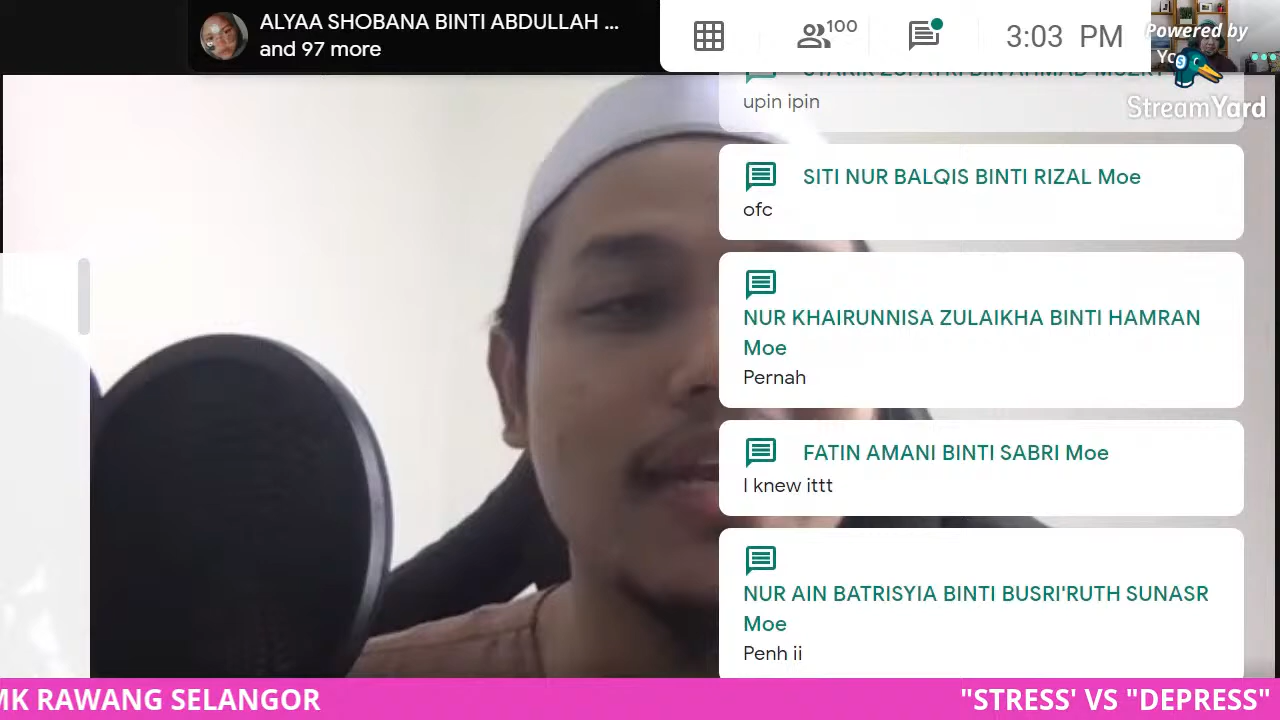 ALYAA SHOBANA BINTI ABDULLAH ...
and 97 more
100
3:03 PM
Powered by
StreamYard
upin ipin
SITI NUR BALQIS BINTI RIZAL Moe
ofc
NUR KHAIRUNNISA ZULAIKHA BINTI HAMRAN
Moe
Pernah
FATIN AMANI BINTI SABRI Moe
I knew ittt
NUR AIN BATRISYIA BINTI BUSRI'RUTH SUNASR
Moe
Penh ii
MK RAWANG SELANGOR
"STRESS' VS "DEPRESS"